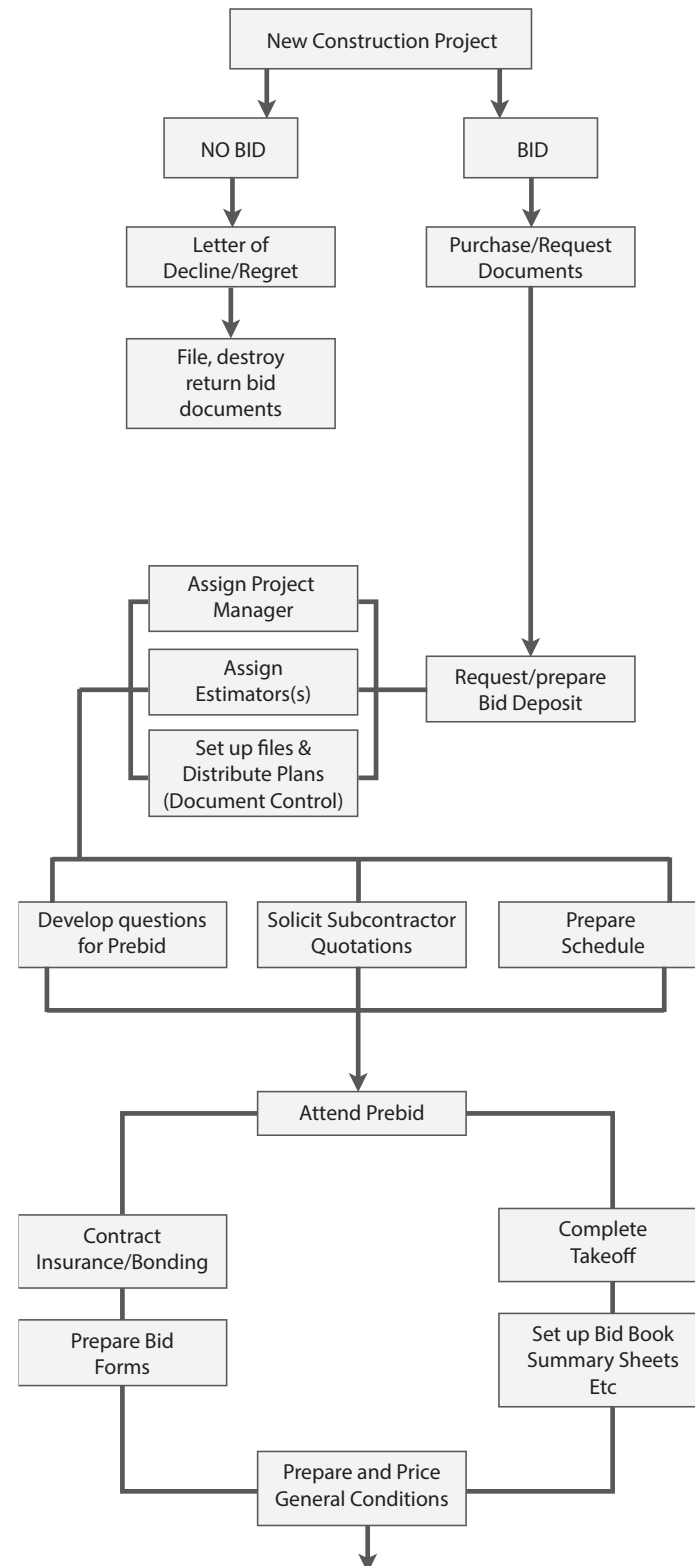 New Construction Project
NO BID
BID
Letter of
Decline/Regret
Purchase/Request
Documents
File, destroy
return bid
documents
Assign Project
Manager
Assign
Estimators(s)
Set up files &
Distribute Plans
(Document Control)
Request/prepare
Bid Deposit
Develop questions
for Prebid
Solicit Subcontractor
Quotations
Prepare
Schedule
Attend Prebid
Contract
Insurance/Bonding
Prepare Bid
Forms
Complete
Takeoff
Set up Bid Book
Summary Sheets
Etc
Prepare and Price
General Conditions